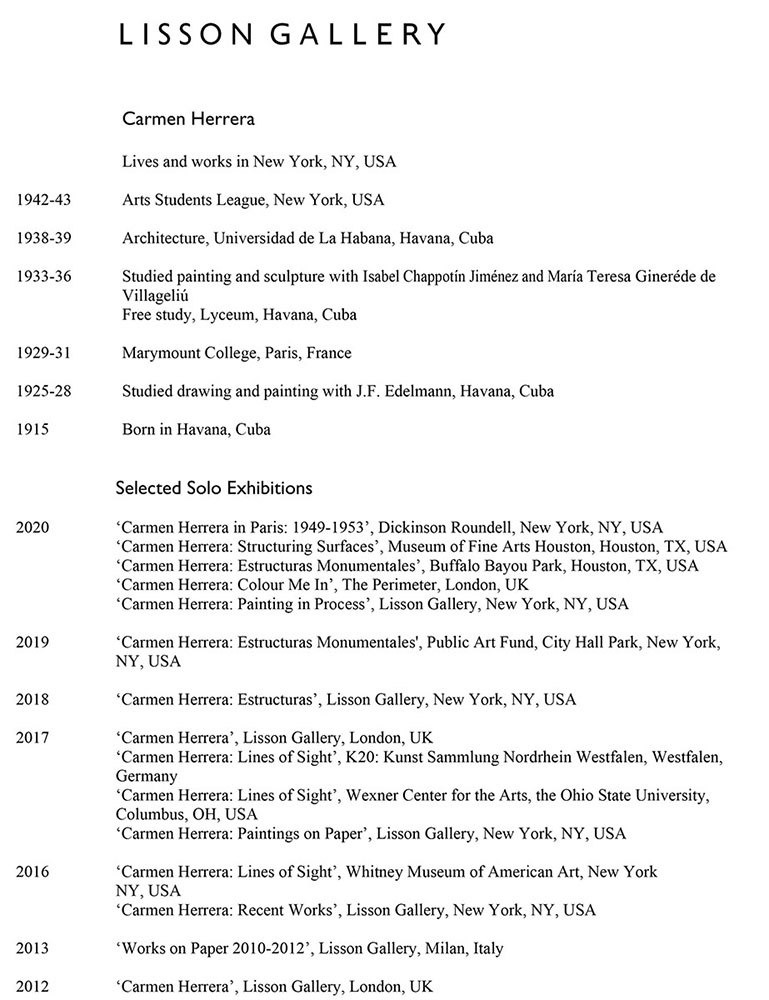 LISSON GALLERY
Carmen Herrera
Lives and works in New York, NY, USA
1942-43 Arts Students League, New York, USA
1938-39 Architecture, Universidad de La Habana, Havana, Cuba
1933-36 Studied painting and sculpture with Isabel Chappotín Jiménez and María Teresa Gineréde de
Villageliú
Free study, Lyceum, Havana, Cuba
1929-31 Marymount College, Paris, France
1925-28 Studied drawing and painting with J.F. Edelmann, Havana, Cuba
1915 Born in Havana, Cuba
Selected Solo Exhibitions
2020 ‘Carmen Herrera in Paris: 1949-1953’, Dickinson Roundell, New York, NY, USA
‘Carmen Herrera: Structuring Surfaces’, Museum of Fine Arts Houston, Houston, TX, USA
‘Carmen Herrera: Estructuras Monumentales’, Buffalo Bayou Park, Houston, TX, USA
‘Carmen Herrera: Colour Me In’, The Perimeter, London, UK
‘Carmen Herrera: Painting in Process’, Lisson Gallery, New York, NY, USA
2019 ‘Carmen Herrera: Estructuras Monumentales', Public Art Fund, City Hall Park, New York,
NY, USA
2018 ‘Carmen Herrera: Estructuras’, Lisson Gallery, New York, NY, USA
2017 ‘Carmen Herrera’, Lisson Gallery, London, UK
‘Carmen Herrera: Lines of Sight’, K20: Kunst Sammlung Nordrhein Westfalen, Westfalen,
Germany
‘Carmen Herrera: Lines of Sight’, Wexner Center for the Arts, the Ohio State University,
Columbus, OH, USA
‘Carmen Herrera: Paintings on Paper’, Lisson Gallery, New York, NY, USA
2016 ‘Carmen Herrera: Lines of Sight’, Whitney Museum of American Art, New York
NY, USA
‘Carmen Herrera: Recent Works’, Lisson Gallery, New York, NY, USA
2013 ‘Works on Paper 2010-2012’, Lisson Gallery, Milan, Italy
2012 ‘Carmen Herrera’, Lisson Gallery, London, UK